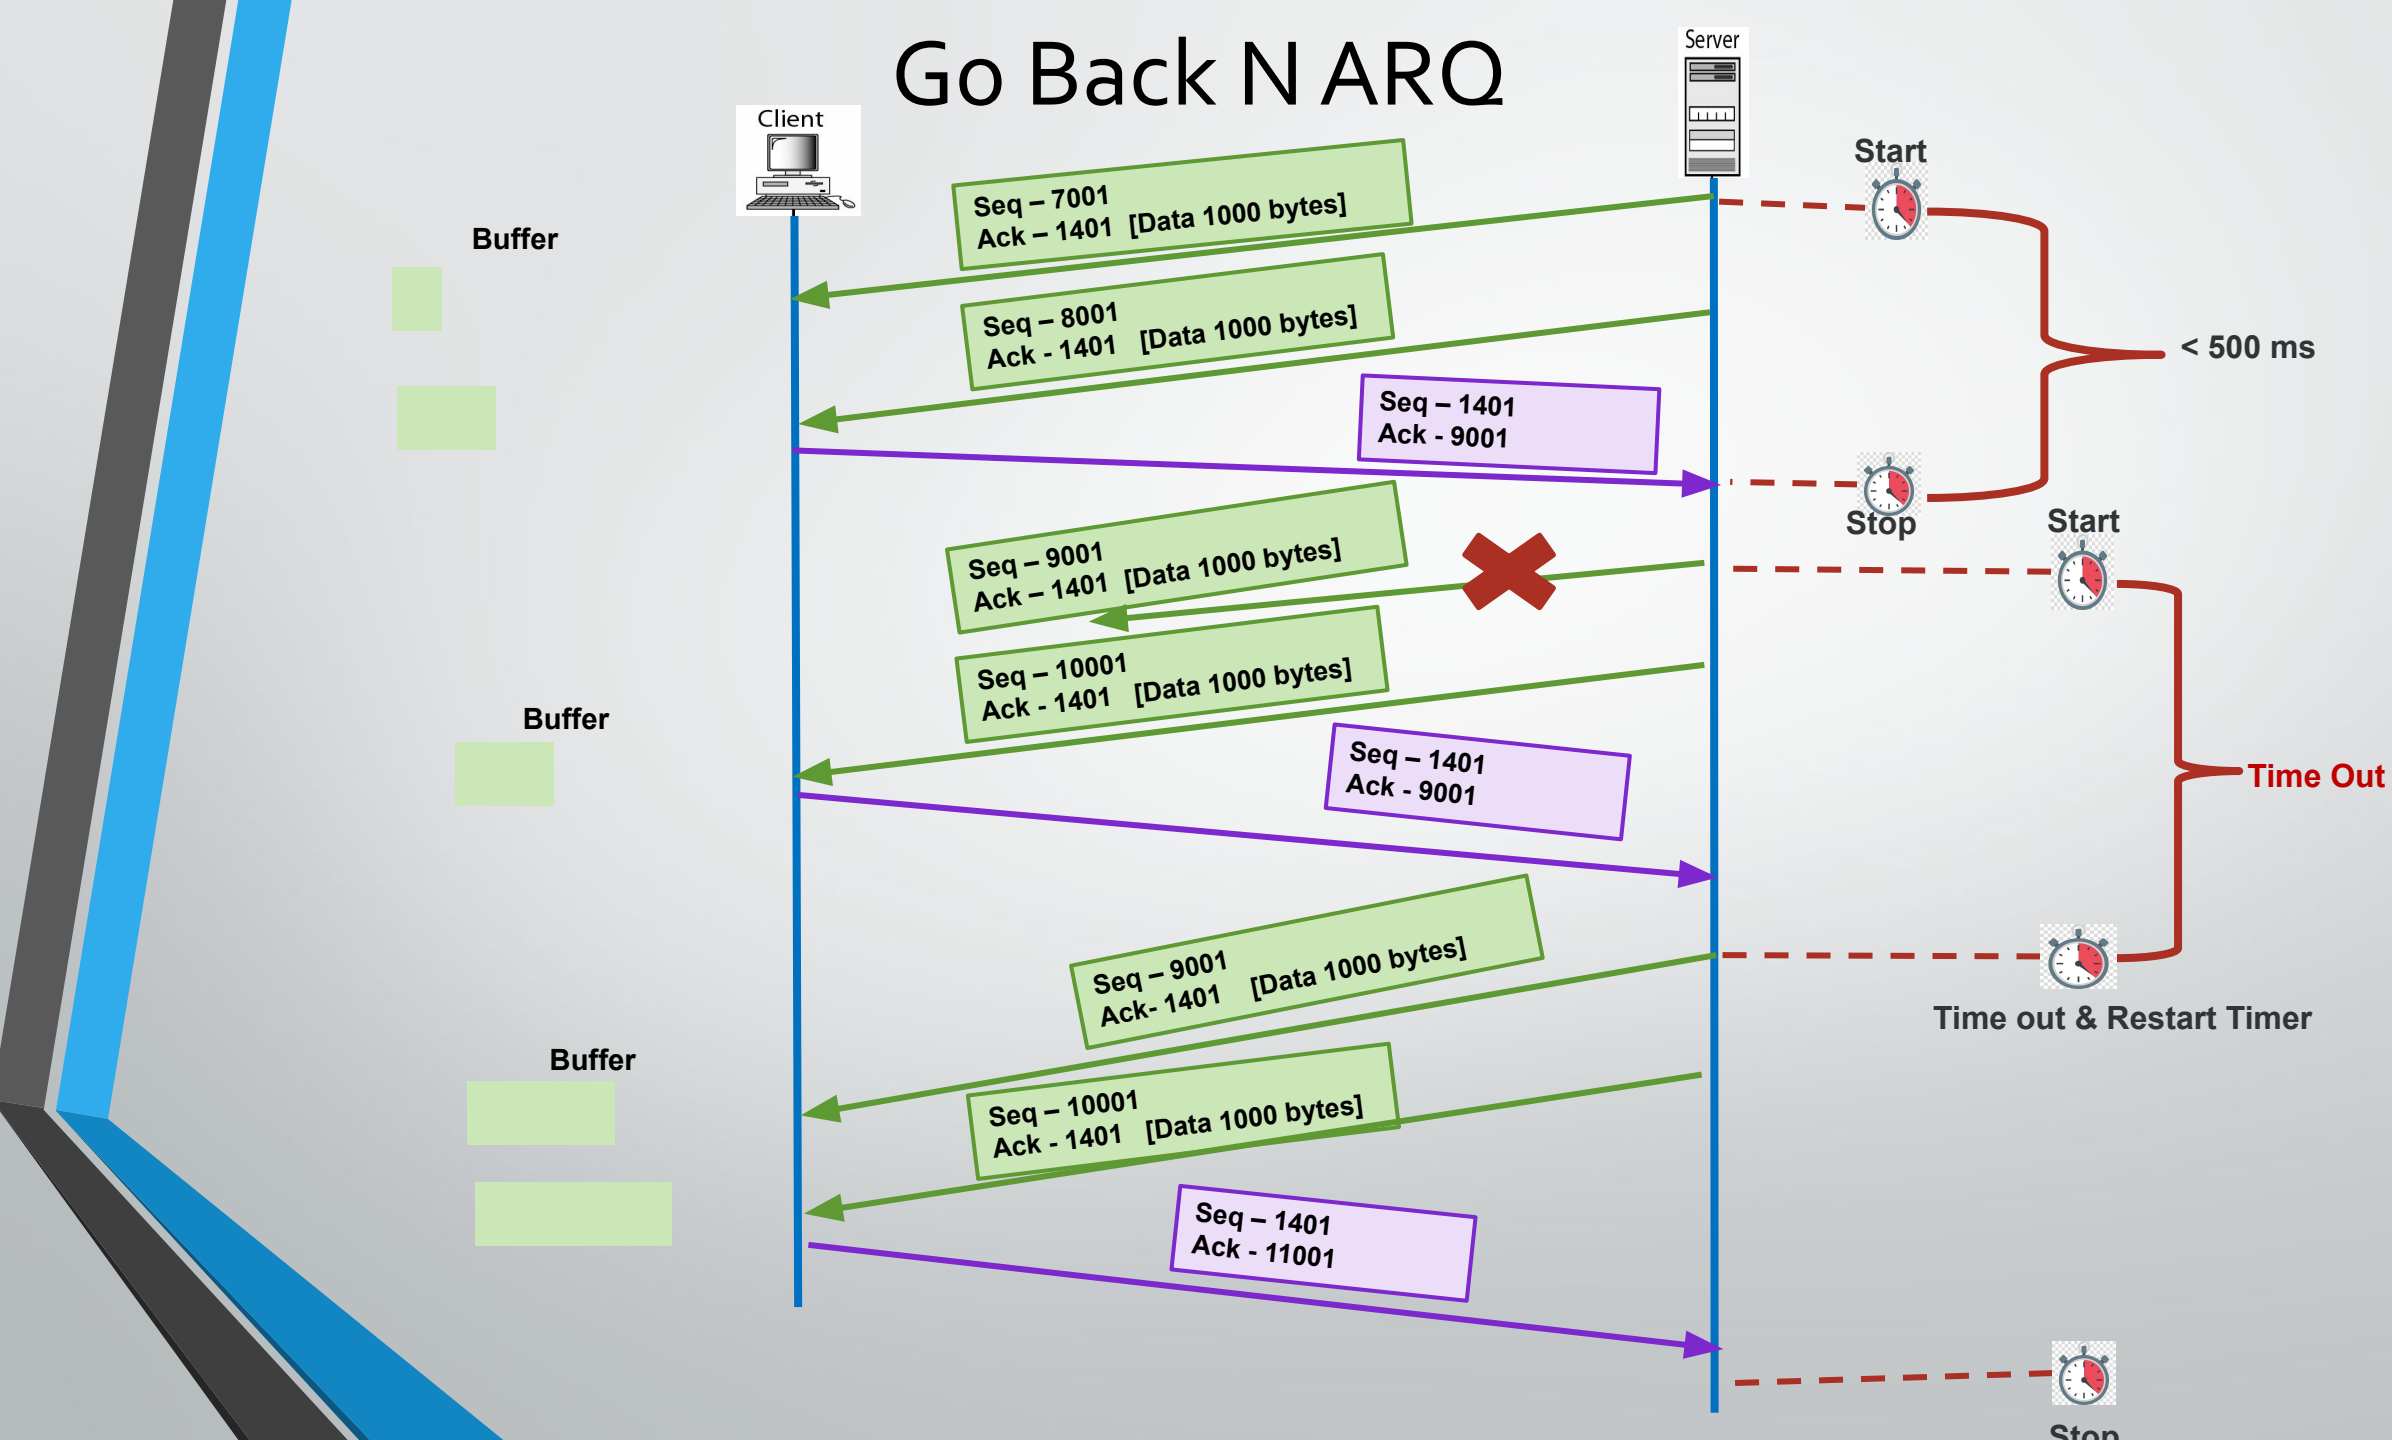 Go Back N ARQ
Server
Client
Start
Seq – 7001
Ack – 1401 [Data 1000 bytes]
Buffer
Seq – 8001
Ack - 1401 [Data 1000 bytes]
< 500 ms
Seq – 1401
Ack - 9001
Stop
Start
Seq – 9001
Ack – 1401 [Data 1000 bytes]
Seq – 10001
Ack - 1401 [Data 1000 bytes]
Buffer
Seq – 1401
Ack - 9001
Time Out
Seq – 9001
Ack- 1401 [Data 1000 bytes]
Time out & Restart Timer
Buffer
Seq – 10001
Ack - 1401 [Data 1000 bytes]
Seq – 1401
Ack - 11001
Stop